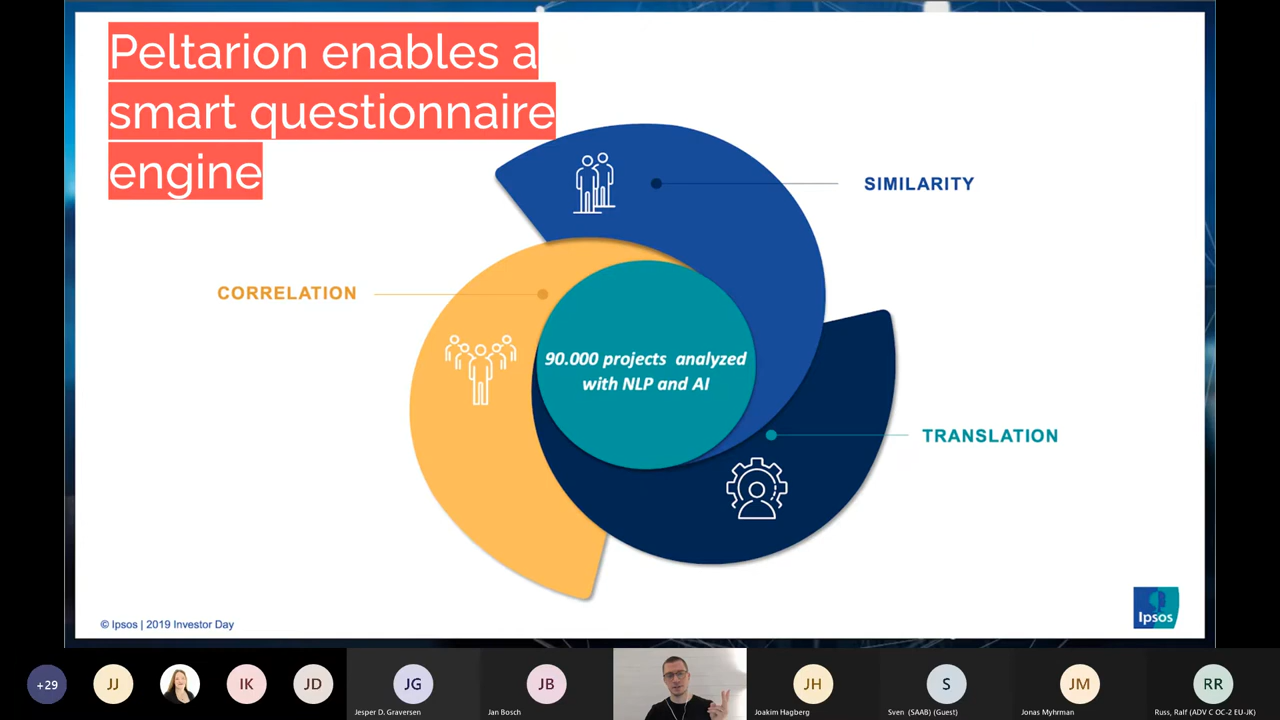 Peltarion enables a
smart questionnaire
engine
SIMILARITY
CORRELATION
90.000 projects analyzed
with NLP and AI
TRANSLATION
© Ipsos | 2019 Investor Day
Ipsos
+29
JJ
IK
JD
JG
Jesper D. Graversen
JB
Jan Bosch
JH
Joakim Hagberg
S
Sven (SAAB) (Guest)
JM
Jonas Myhrman
RR
Russ, Ralf (ADV C OC-2 EU-JK)